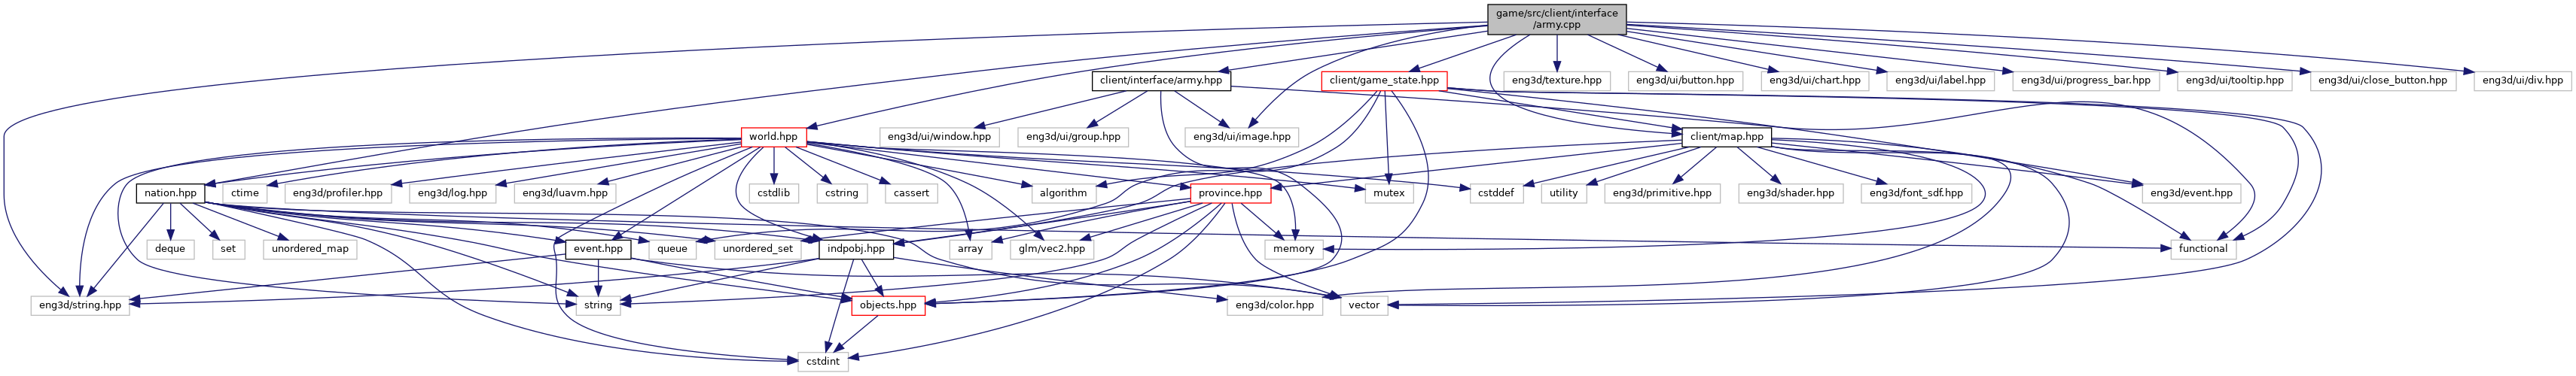 game/src/client/interface
/army.cpp
client/interface/army.hpp
client/game_state.hpp
eng3d/texture.hpp
eng3d/ui/button.hpp
eng3d/ui/chart.hpp
eng3d/ui/label.hpp
eng3d/ui/progress_bar.hpp
eng3d/ui/tooltip.hpp
eng3d/ui/close_button.hpp
eng3d/ui/div.hpp
world.hpp
eng3d/ui/window.hpp
eng3d/ui/group.hpp
eng3d/ui/image.hpp
client/map.hpp
nation.hpp
ctime
eng3d/profiler.hpp
eng3d/log.hpp
eng3d/luavm.hpp
cstdlib
cstring
cassert
algorithm
province.hpp
mutex
cstddef
utility
eng3d/primitive.hpp
eng3d/shader.hpp
eng3d/font_sdf.hpp
eng3d/event.hpp
deque
set
unordered_map
event.hpp
queue
unordered_set
indpobj.hpp
array
glm/vec2.hpp
memory
functional
eng3d/string.hpp
string
objects.hpp
eng3d/color.hpp
vector
cstdint